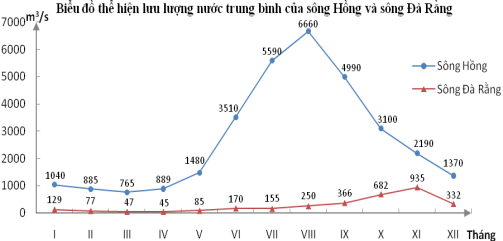 Biểu đồ thể hiện lưu lượng nước trung bình của sông Hồng và sông Đà Rằng
m³/s
7000
6000
5000
4000
3000
2000
1000
0
1040 885 765 889 1480 3510 5590 6660 4990 3100 2190 1370
129 77 47 45 85 170 155 250 366 682 935 332
I II III IV V VI VII VIII IX X XI XII Tháng
Sông Hồng
Sông Đà Rằng